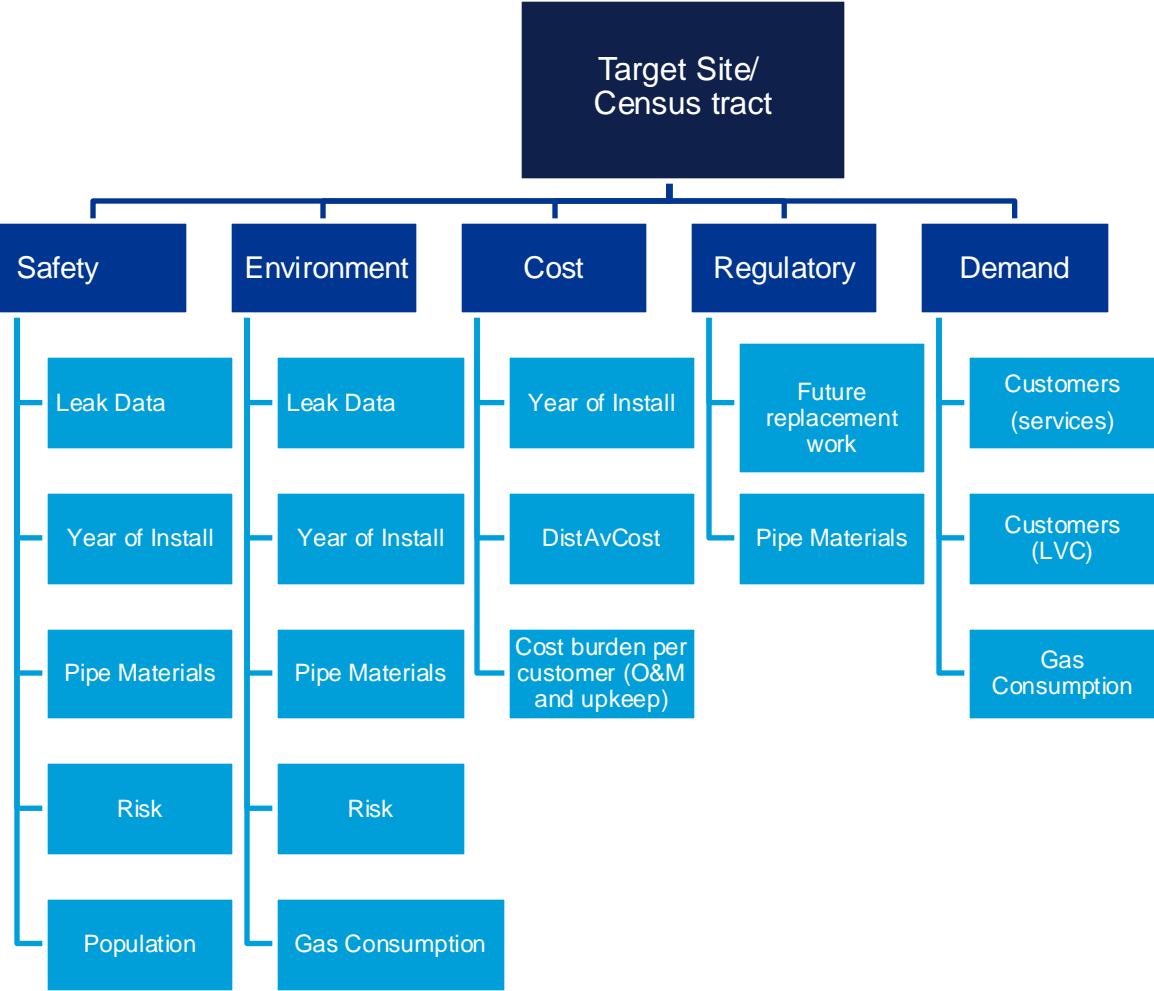 Target Site/
Census tract
Safety
Environment
Cost
Regulatory
Demand
Leak Data
Year of Install
Pipe Materials
Risk
Population
Leak Data
Year of Install
Pipe Materials
Risk
Gas Consumption
Year of Install
DistAvCost
Cost burden per
customer (O&M
and upkeep)
Future
replacement
work
Pipe Materials
Customers
(services)
Customers
(LVC)
Gas
Consumption